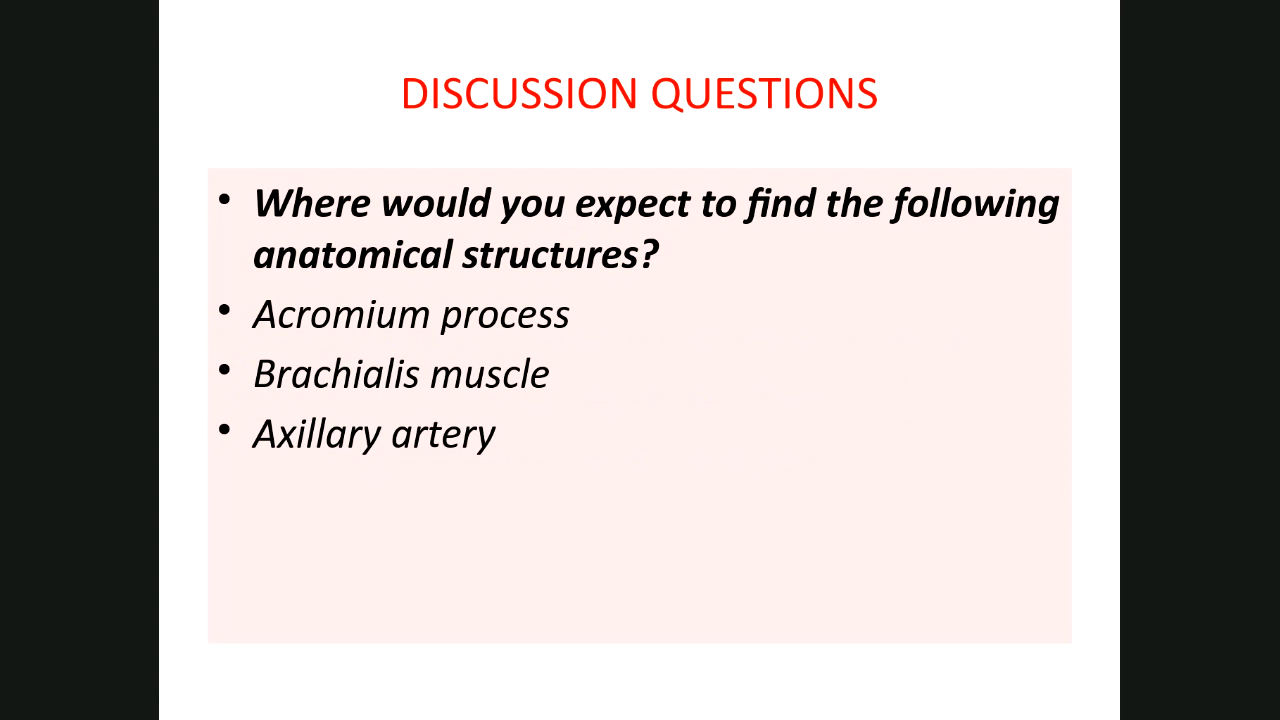 DISCUSSION QUESTIONS
• Where would you expect to find the following
anatomical structures?
• Acromium process
• Brachialis muscle
• Axillary artery